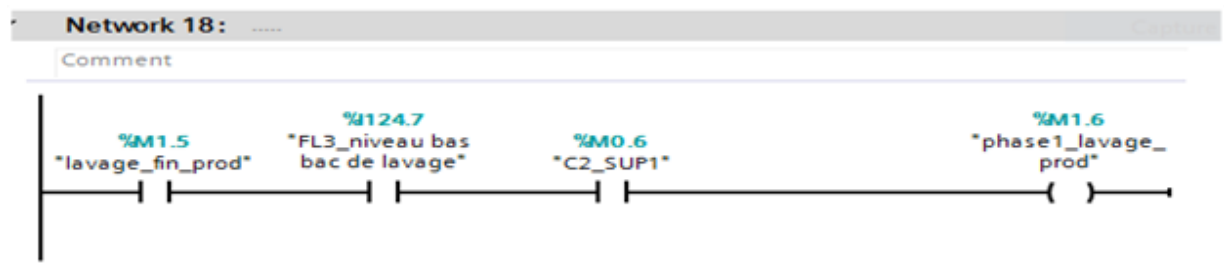 Network 18: .....
Capture
Comment
%M1.5
"lavage_fin_prod"
%I124.7
"FL3_niveau bas
bac de lavage"
%M0.6
"C2_SUP1"
%M1.6
"phase1_lavage_
prod"